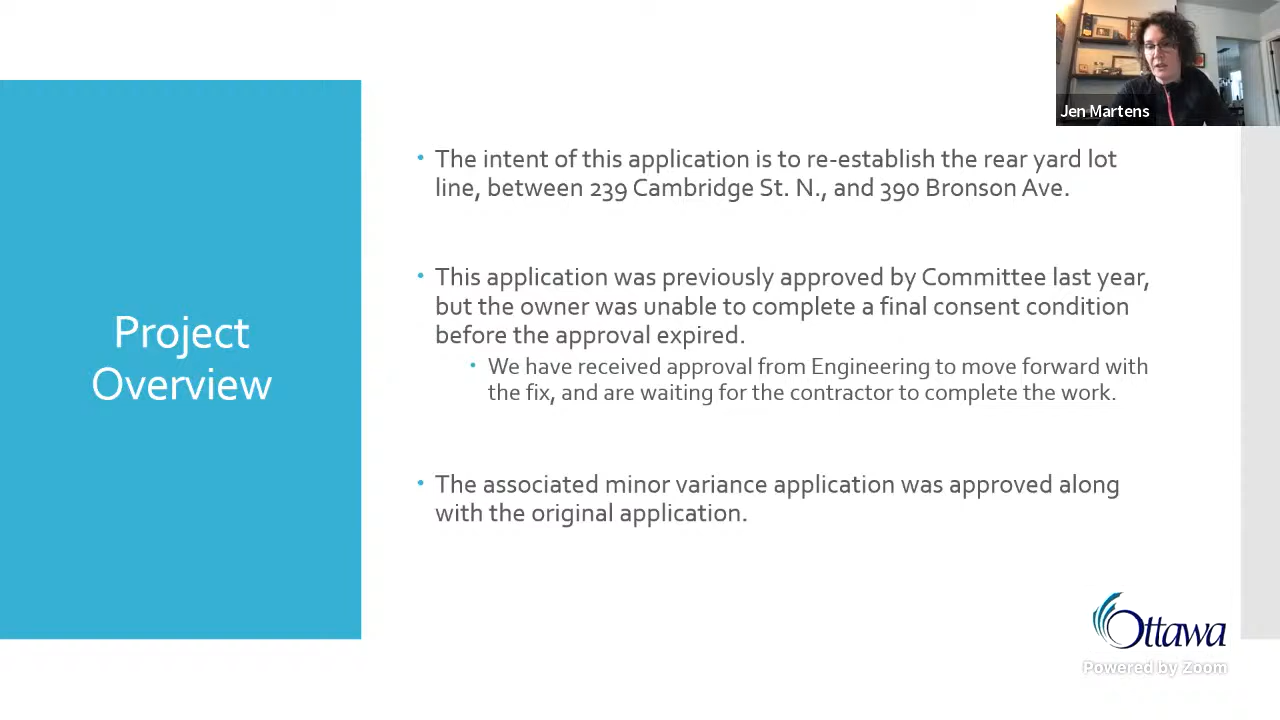 Jen Martens
Project
Overview
• The intent of this application is to re-establish the rear yard lot
line, between 239 Cambridge St. N., and 390 Bronson Ave.
• This application was previously approved by Committee last year,
but the owner was unable to complete a final consent condition
before the approval expired.
• We have received approval from Engineering to move forward with
the fix, and are waiting for the contractor to complete the work.
• The associated minor variance application was approved along
with the original application.
Ottawa
Powered by Zoom